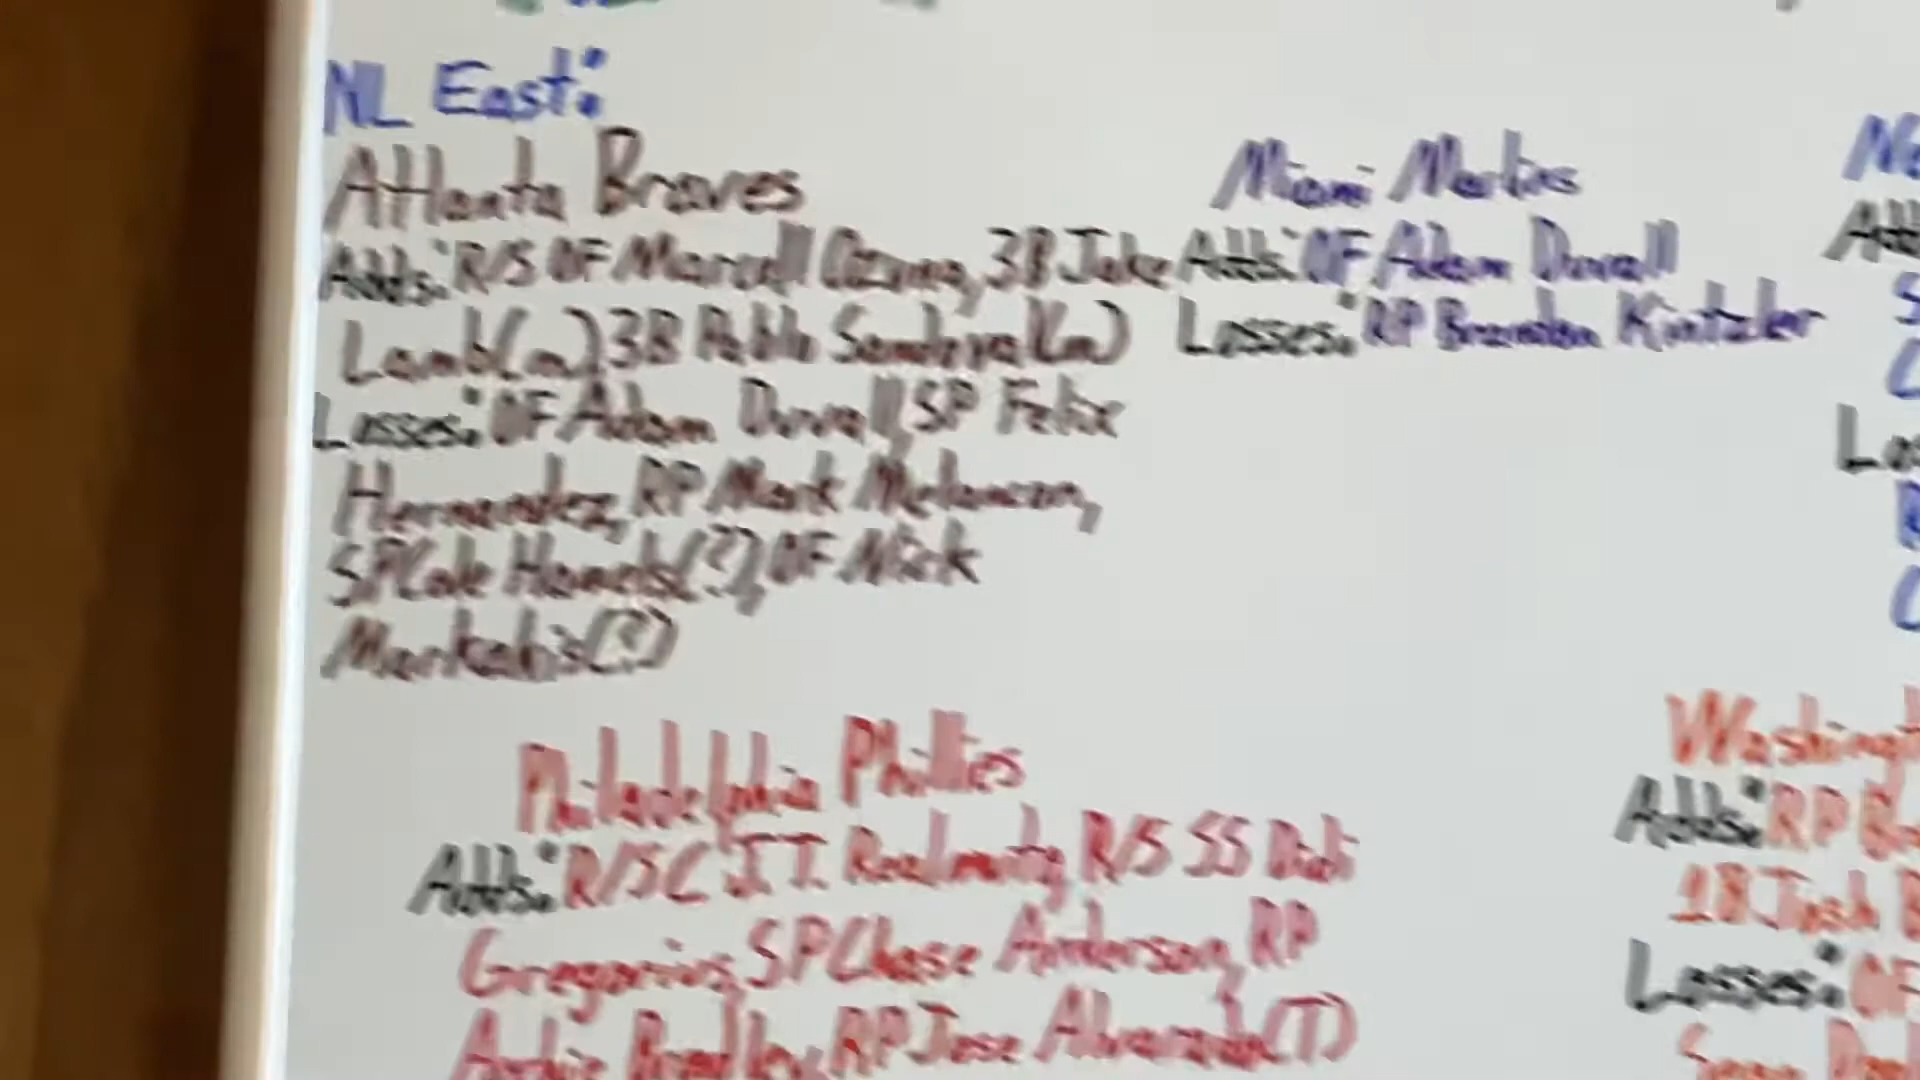 NL East:
Atlanta Braves
Adds: R/S OF Marcell Ozuna, 3B Jake
Lamb(m), 3B Pablo Sandoval(m)
Losses: OF Adam Duvall, SP Felix
Hernandez, RP Mark Melancon,
SP Cole Hamels(?), OF Nick
Markakis(?)
Miami Marlins
Adds: OF Adam Duvall
Losses: RP Brandon Kintzler
Philadelphia Phillies
Adds: R/S C JT Realmuto, R/S SS Didi
Gregorius, SP Chase Anderson, RP
Archie Bradley, RP Jose Alvarado(T)
Adds: RP
1B Josh
Losses: OF